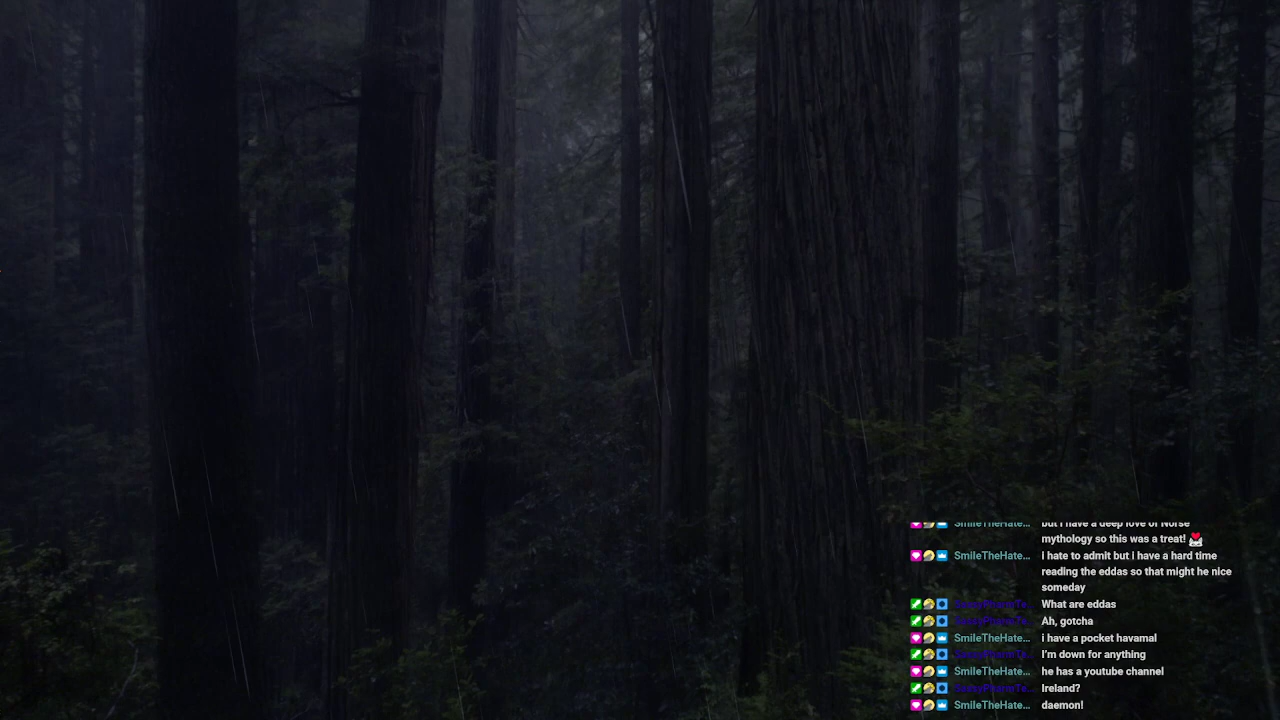 SmileTheHate... but i have a deep love of Norse
mythology so this was a treat!
SmileTheHate... i hate to admit but i have a hard time
reading the eddas so that might he nice
someday
What are eddas
Ah, gotcha
SmileTheHate... i have a pocket havamal
I'm down for anything
SmileTheHate... he has a youtube channel
Ireland?
SmileTheHate... daemon!